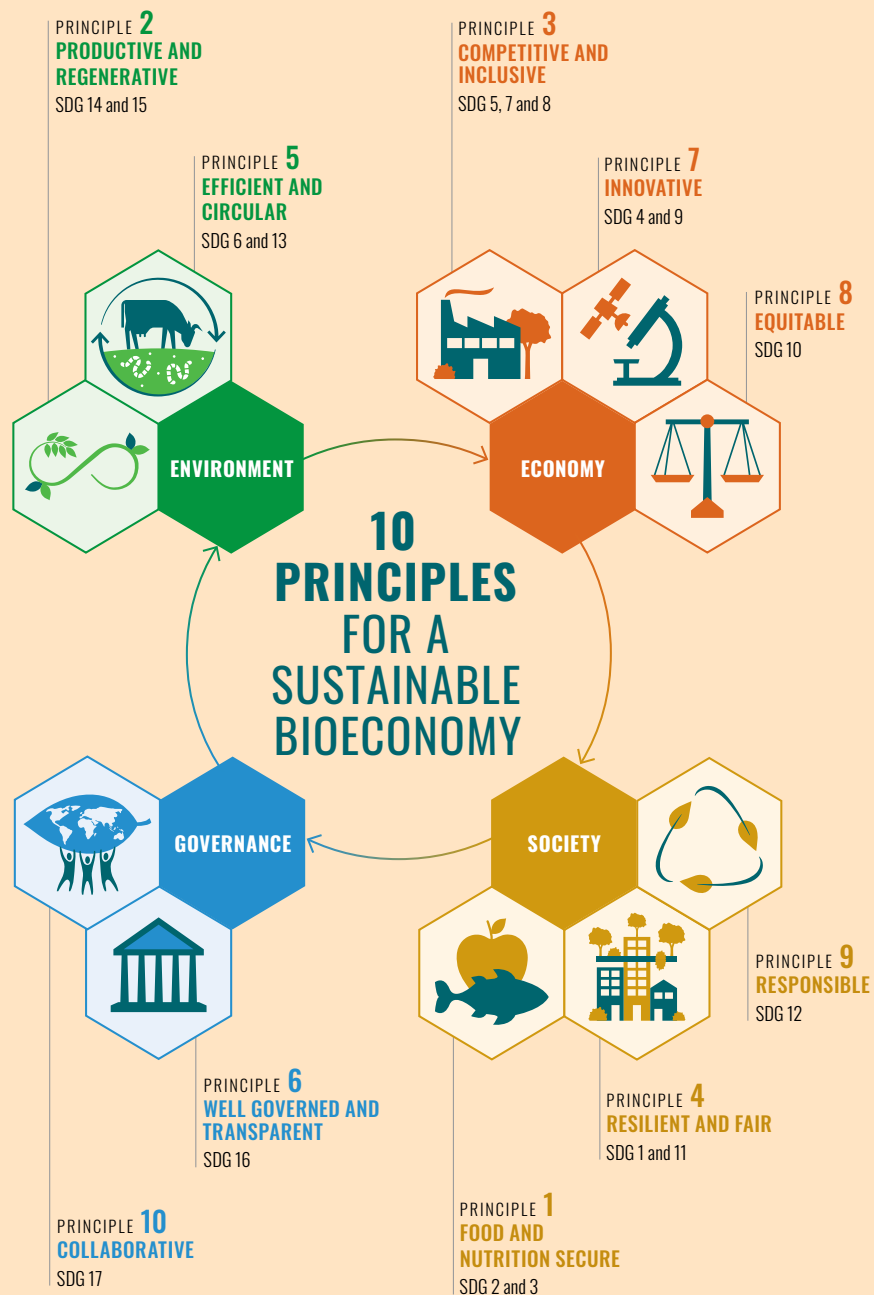 PRINCIPLE 2
PRODUCTIVE AND
REGENERATIVE
SDG 14 and 15
PRINCIPLE 5
EFFICIENT AND
CIRCULAR
SDG 6 and 13
PRINCIPLE 3
COMPETITIVE AND
INCLUSIVE
SDG 5, 7 and 8
PRINCIPLE 7
INNOVATIVE
SDG 4 and 9
PRINCIPLE 8
EQUITABLE
SDG 10
ENVIRONMENT
ECONOMY
10
PRINCIPLES
FOR A
SUSTAINABLE
BIOECONOMY
GOVERNANCE
SOCIETY
PRINCIPLE 9
RESPONSIBLE
SDG 12
PRINCIPLE 6
WELL GOVERNED AND
TRANSPARENT
SDG 16
PRINCIPLE 4
RESILIENT AND FAIR
SDG 1 and 11
PRINCIPLE 10
COLLABORATIVE
SDG 17
PRINCIPLE 1
FOOD AND
NUTRITION SECURE
SDG 2 and 3